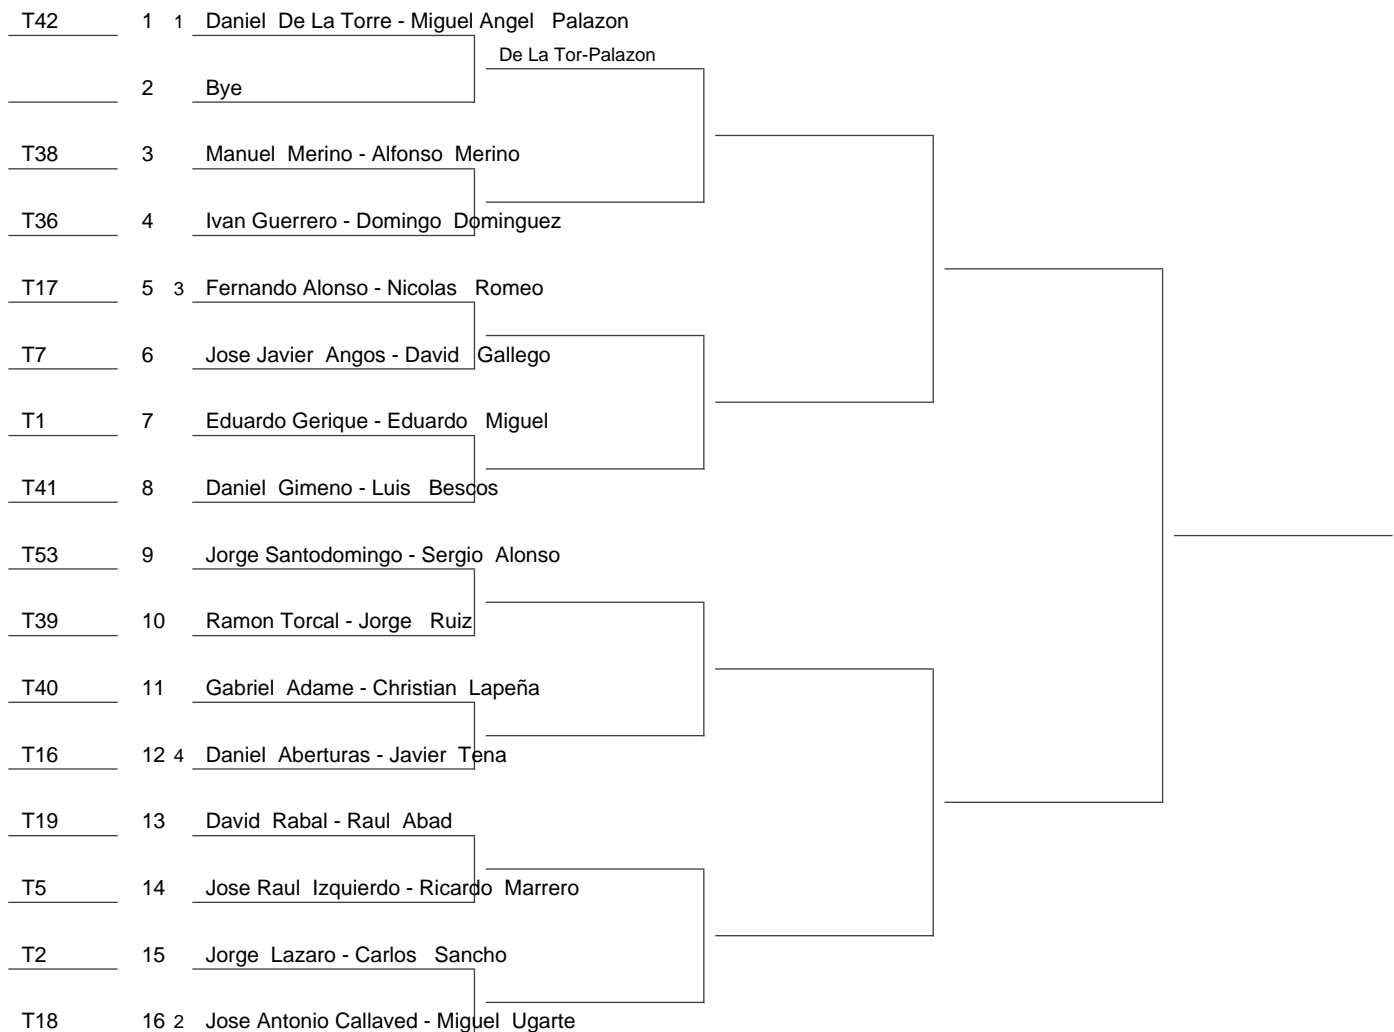 T42 1 1 Daniel De La Torre - Miguel Angel Palazon
De La Tor-Palazon
2 Bye
T38 3 Manuel Merino - Alfonso Merino
T36 4 Ivan Guerrero - Domingo Dominguez
T17 5 3 Fernando Alonso - Nicolas Romeo
T7 6 Jose Javier Angos - David Gallego
T1 7 Eduardo Gerique - Eduardo Miguel
T41 8 Daniel Gimeno - Luis Bescos
T53 9 Jorge Santodomingo - Sergio Alonso
T39 10 Ramon Torcal - Jorge Ruiz
T40 11 Gabriel Adame - Christian Lapeña
T16 12 4 Daniel Aberturas - Javier Tena
T19 13 David Rabal - Raul Abad
T5 14 Jose Raul Izquierdo - Ricardo Marrero
T2 15 Jorge Lazaro - Carlos Sancho
T18 16 2 Jose Antonio Callaved - Miguel Ugarte